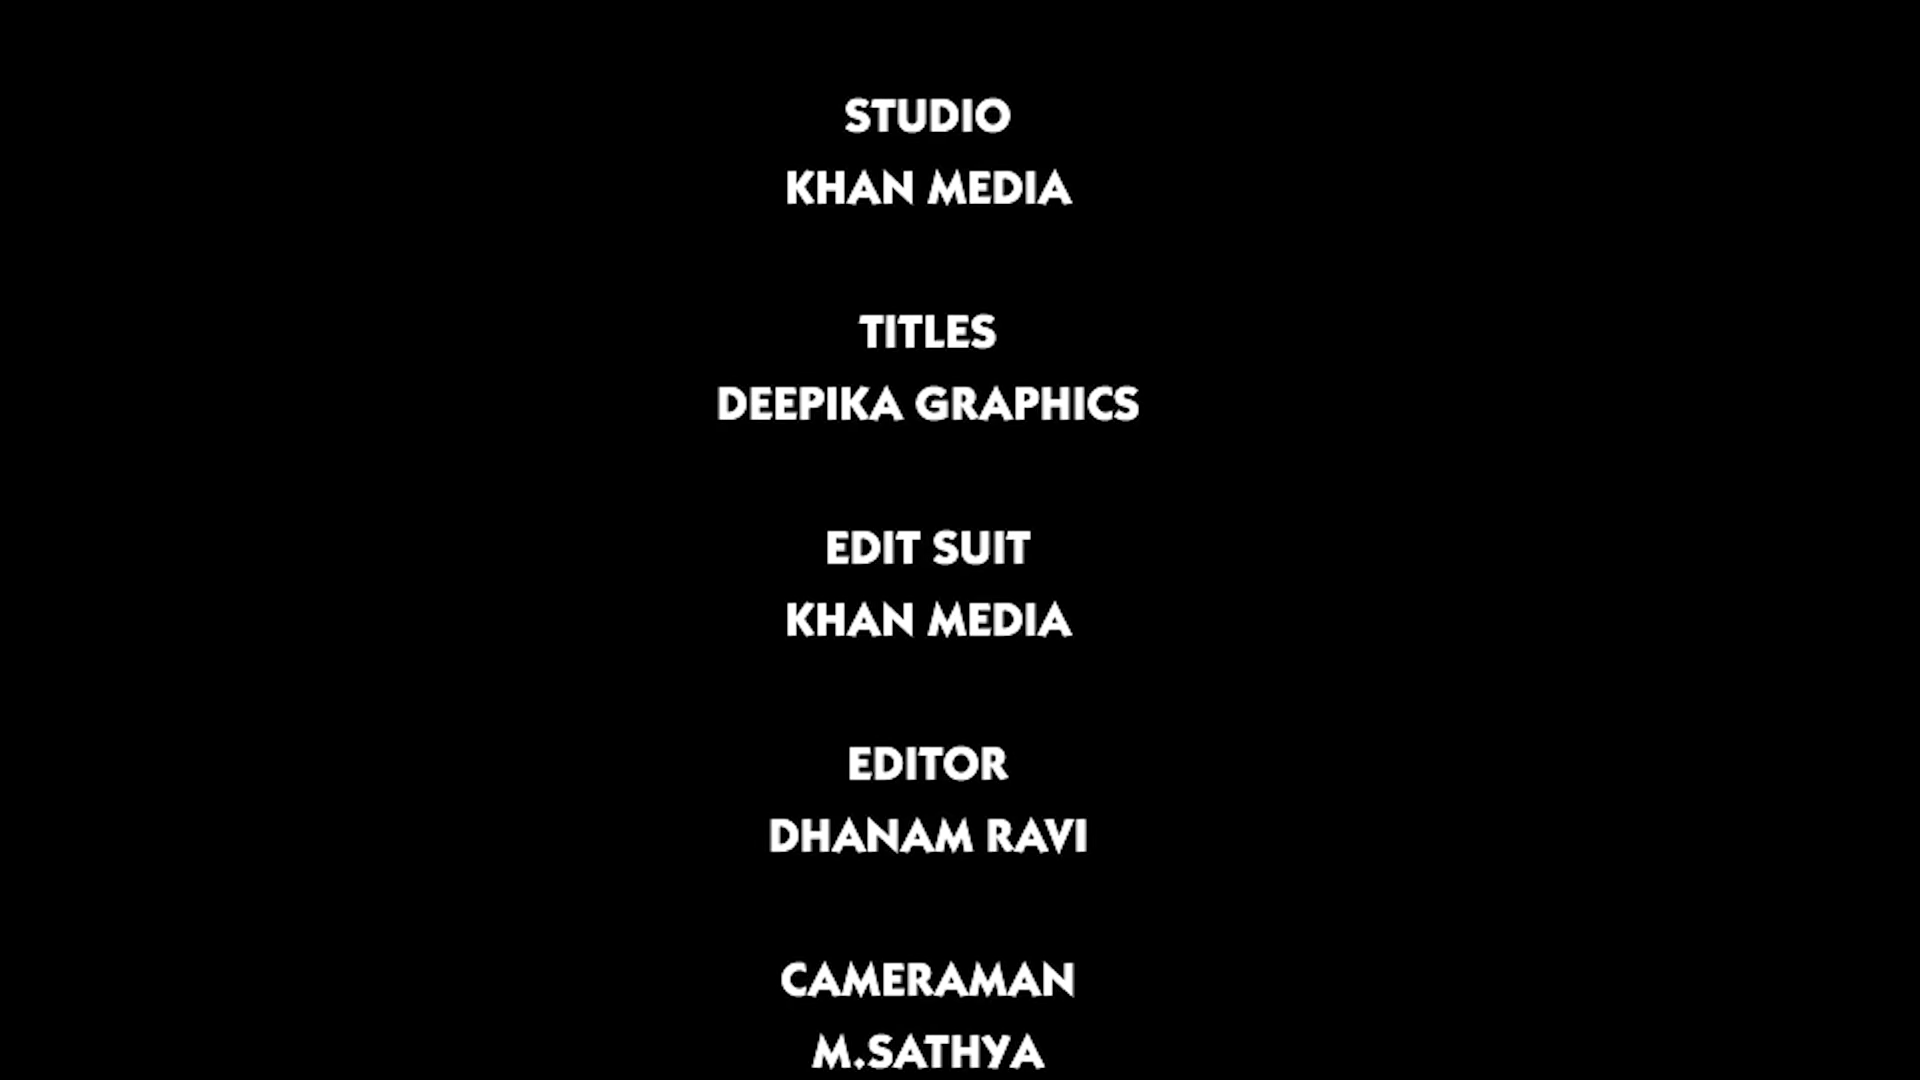 STUDIO
KHAN MEDIA
TITLES
DEEPIKA GRAPHICS
EDIT SUIT
KHAN MEDIA
EDITOR
DHANAM RAVI
CAMERAMAN
M.SATHYA